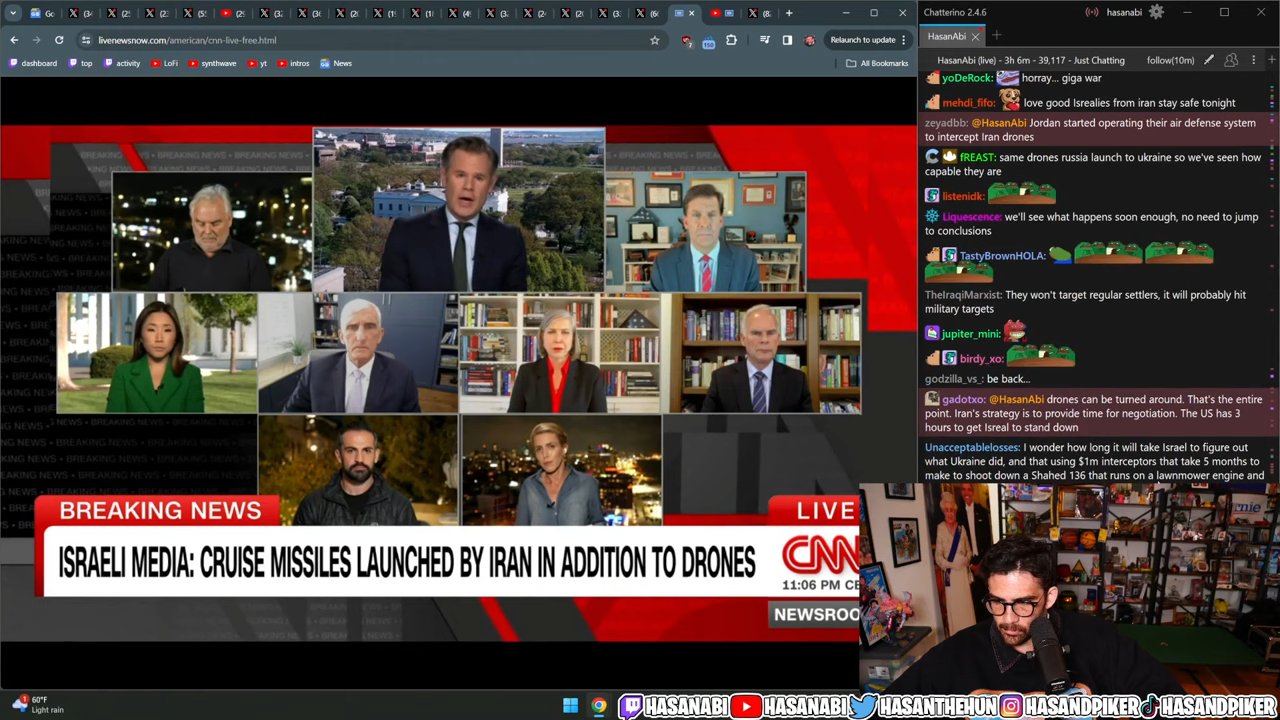 livenewsnow.com/american/cnn-live-free.html
Relaunch to update
dashboard
top
activity
LoFi
synthwave
yt
intros
News
All Bookmarks
BREAKING NEWS
BREAKING NEWS
LIVE
ISRAELI MEDIA: CRUISE MISSILES LAUNCHED BY IRAN IN ADDITION TO DRONES
CNN
11:06 PM
NEWSROO
60°F
Light rain
Chatterino 2.4.6
hasanabi
HasanAbi
HasanAbi (live) - 3h 6m - 39,117 - Just Chatting
follow(10m)
yoDeRock: horray... giga war
mehdi_fifo: love good Isrealies from iran stay safe tonight
zeyadbb: @HasanAbi Jordan started operating their air defense system
to intercept Iran drones
fREAST: same drones russia launch to ukraine so we've seen how
capable they are
listenidk:
Liquescence: we'll see what happens soon enough, no need to jump
to conclusions
TastyBrownHOLA:
TheIraqiMarxist: They won't target regular settlers, it will probably hit
military targets
jupiter_mini:
birdy_xo:
godzilla_vs_: be back...
gadotxo: @HasanAbi drones can be turned around. That's the entire
point. Iran's strategy is to provide time for negotiation. The US has 3
hours to get Isreal to stand down
Unacceptablelosses: I wonder how long it will take Israel to figure out
what Ukraine did, and that using $1m interceptors that take 5 months to
make to shoot down a Shahed 136 that runs on a lawnmower engine and
ernie
HASANABI
HASANABI
HASANTHEHUN
HASANDPIKER
HASANDPIKER